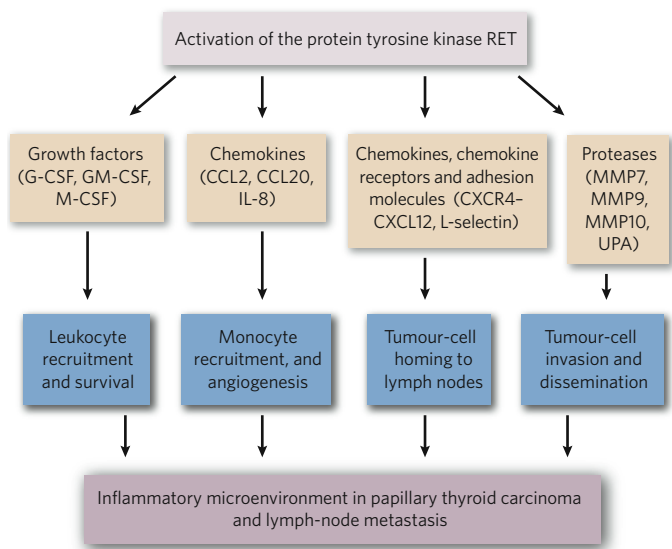 Activation of the protein tyrosine kinase RET
Growth factors
(G-CSF, GM-CSF,
M-CSF)
Chemokines
(CCL2, CCL20,
IL-8)
Chemokines, chemokine
receptors and adhesion
molecules (CXCR4–
CXCL12, L-selectin)
Proteases
(MMP7,
MMP9,
MMP10,
UPA)
Leukocyte
recruitment
and survival
Monocyte
recruitment, and
angiogenesis
Tumour-cell
homing to
lymph nodes
Tumour-cell
invasion and
dissemination
Inflammatory microenvironment in papillary thyroid carcinoma
and lymph-node metastasis